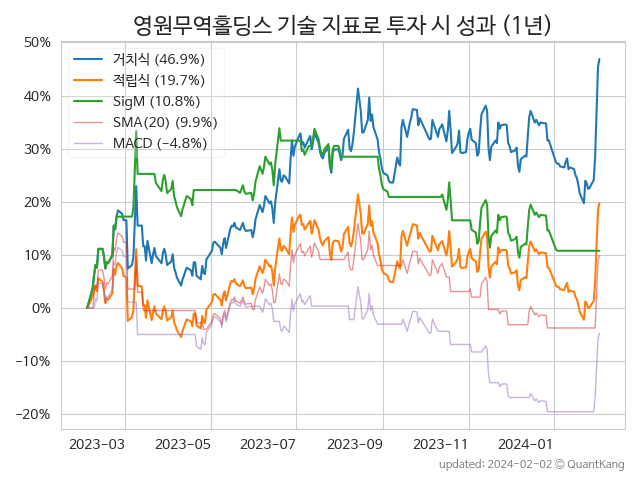 영원무역홀딩스 기술 지표로 투자 시 성과 (1년)
50%
40%
30%
20%
10%
0%
−10%
−20%
거치식 (46.9%)
적립식 (19.7%)
SigM (10.8%)
SMA(20) (9.9%)
MACD (−4.8%)
2023-03
2023-05
2023-07
2023-09
2023-11
2024-01
updated: 2024-02-02 © QuantKang